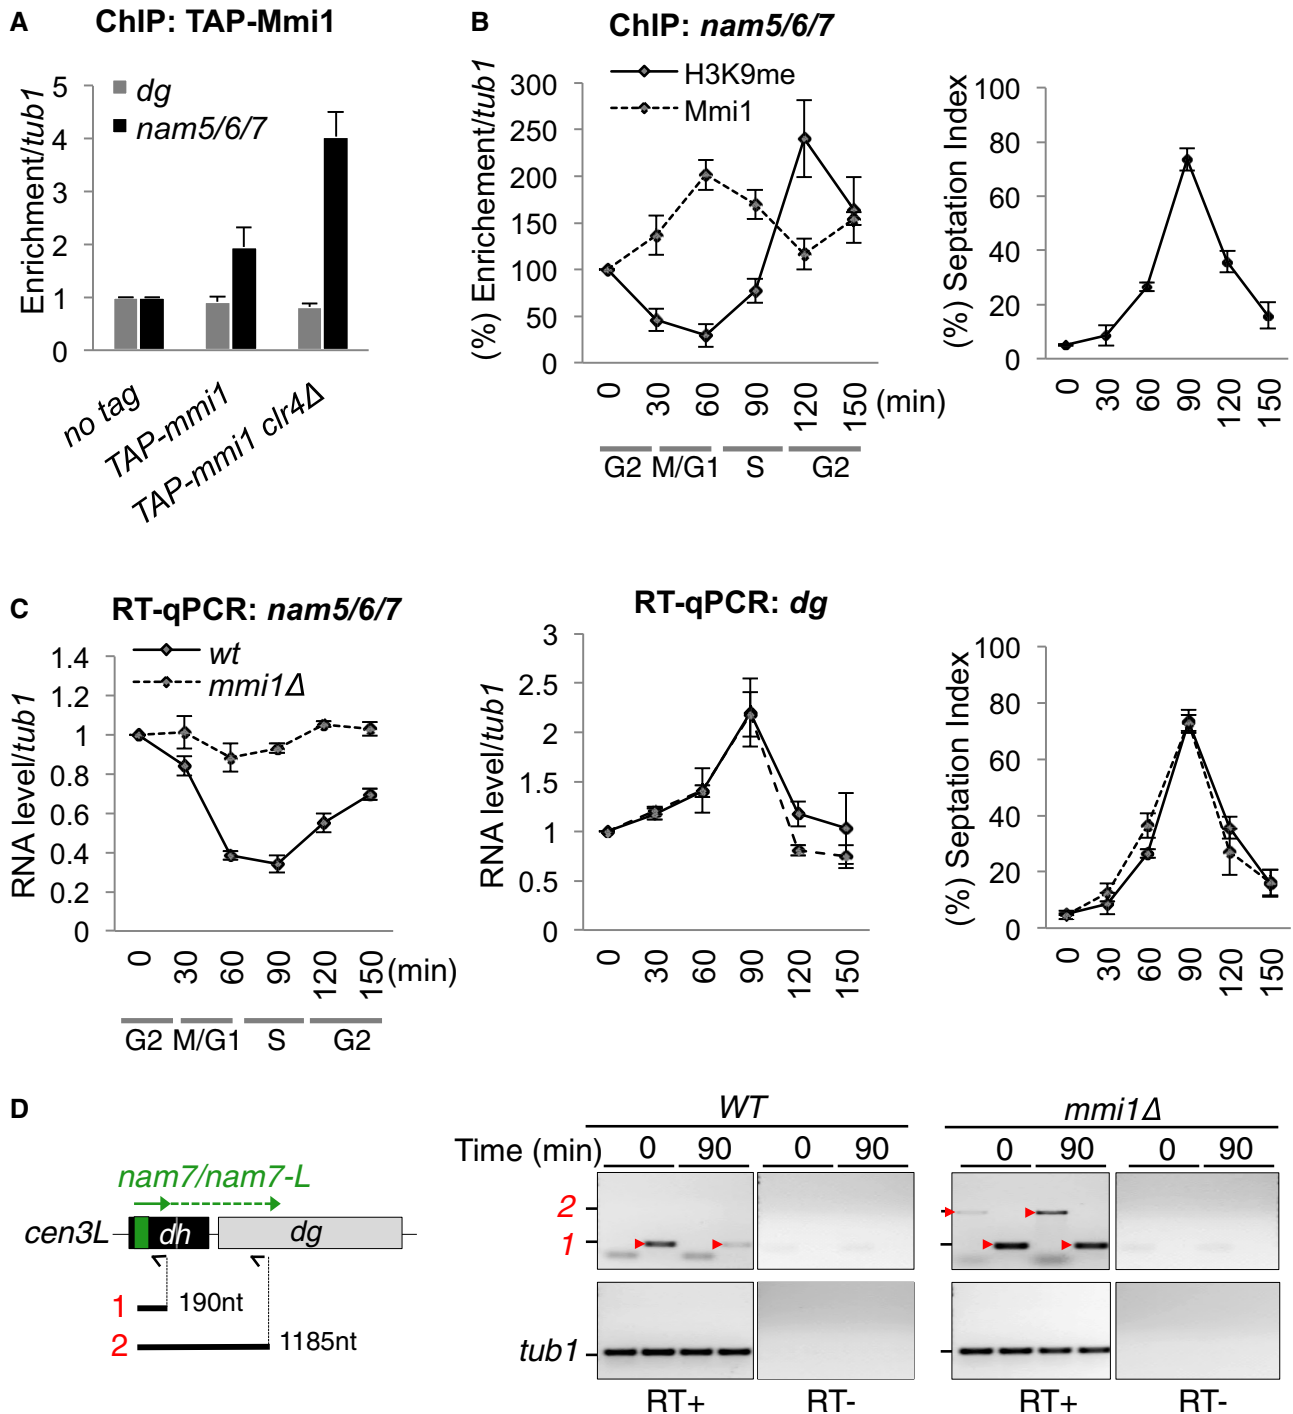 A
ChIP: TAP-Mmi1
Enrichment/tub1
5
4
3
2
1
0
dg
nam5/6/7
no tag
TAP-mmi1
TAP-mmi1 clr4Δ
B
ChIP: nam5/6/7
(%) Enrichement/tub1
300
250
200
150
100
50
0
H3K9me
Mmi1
0 30 60 90 120 150 (min)
G2 M/G1 S G2
(%) Septation Index
100
80
60
40
20
0
0 30 60 90 120 150
C
RT-qPCR: nam5/6/7
RNA level/tub1
1.4
1.2
1
0.8
0.6
0.4
0.2
0
wt
mmi1Δ
0 30 60 90 120 150 (min)
G2 M/G1 S G2
RT-qPCR: dg
RNA level/tub1
3
2.5
2
1.5
1
0.5
0
0 30 60 90 120 150
(%) Septation Index
100
80
60
40
20
0
0 30 60 90 120 150
D
nam7/nam7-L
cen3L
dh
dg
1 190nt
2 1185nt
WT
mmi1Δ
Time (min) 0 90 0 90 0 90 0 90
2
1
tub1
RT+ RT- RT+ RT-